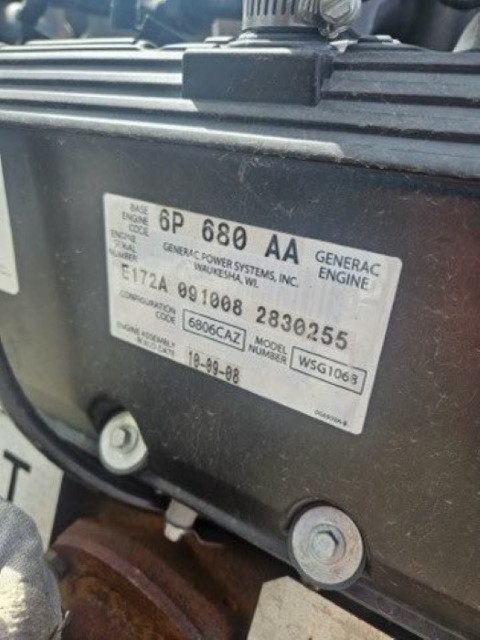 BASE ENGINE CODE 6P 680 AA
GENERAC ENGINE
GENERAC POWER SYSTEMS, INC.
WAUKESHA, WI.
ENGINE SERIAL NUMBER E172A 091008 2830255
CONFIGURATION CODE 6806CAZ MODEL NUMBER WSG1068
ENGINE ASSEMBLY BUILD DATE 10-09-08
T